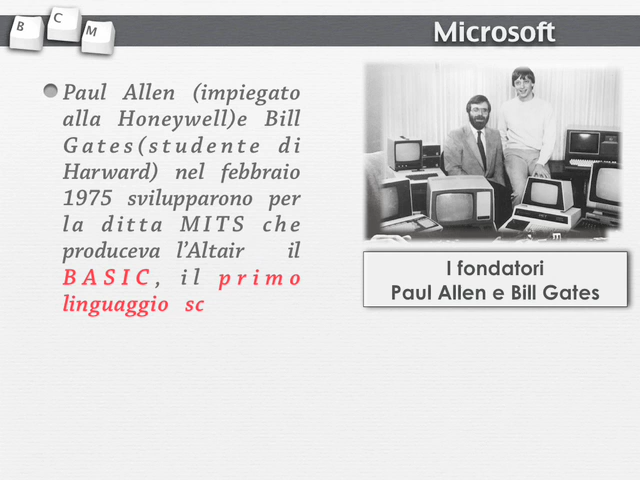 B C M
Microsoft
Paul Allen (impiegato
alla Honeywell)e Bill
Gates(studente di
Harward) nel febbraio
1975 svilupparono per
la ditta MITS che
produceva l'Altair il
BASIC, il primo
linguaggio sc
I fondatori
Paul Allen e Bill Gates